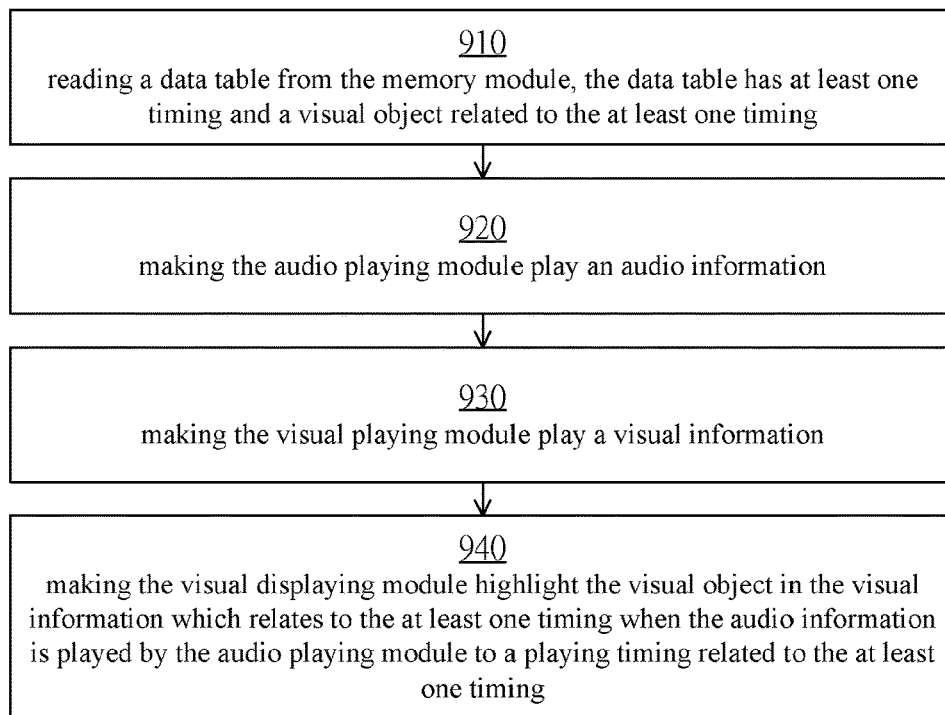 910
reading a data table from the memory module, the data table has at least one
timing and a visual object related to the at least one timing
920
making the audio playing module play an audio information
930
making the visual playing module play a visual information
940
making the visual displaying module highlight the visual object in the visual
information which relates to the at least one timing when the audio information
is played by the audio playing module to a playing timing related to the at least
one timing